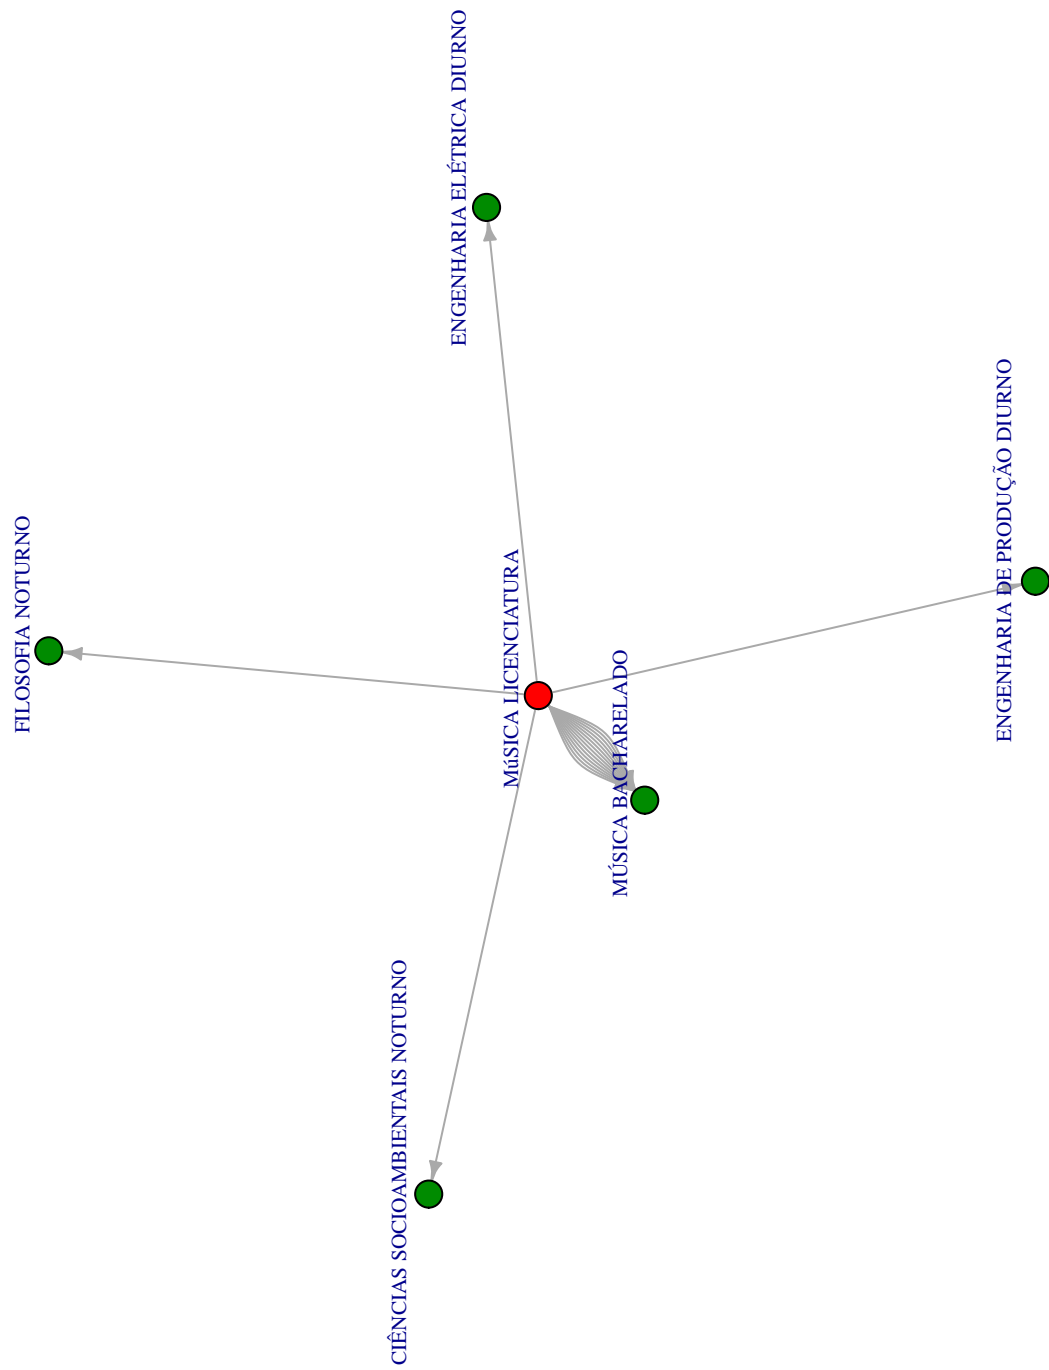 ENGENHARIA ELÉTRICA DIURNO
ENGENHARIA DE PRODUÇÃO DIURNO
FILOSOFIA NOTURNO
MúSICA LICENCIATURA
MÚSICA BACHARELADO
CIÊNCIAS SOCIOAMBIENTAIS NOTURNO